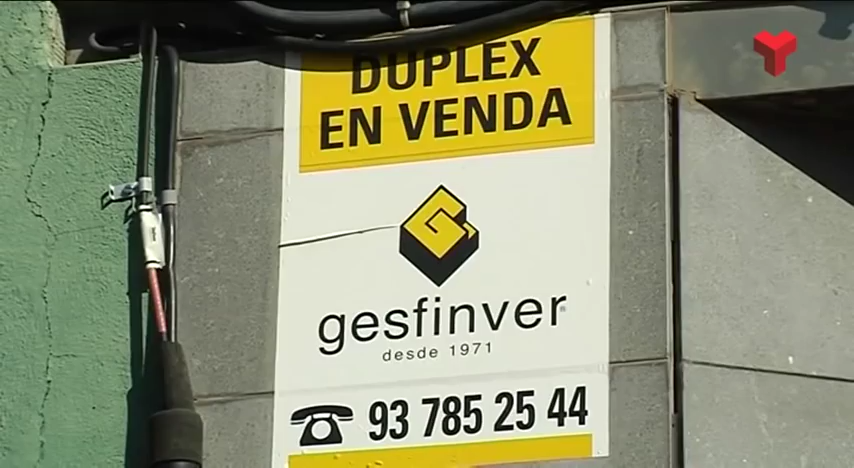 DUPLEX
EN VENDA
gesfinver
desde 1971
93 785 25 44